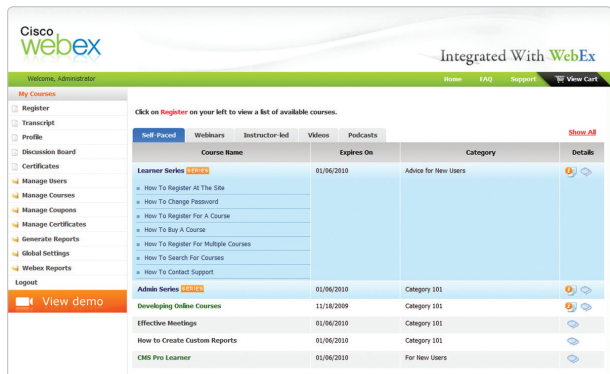 Cisco
webex
Integrated With WebEx
Welcome, Administrator
Home FAQ Support View Cart
My Courses
Register
Transcript
Profile
Discussion Board
Certificates
Manage Users
Manage Courses
Manage Coupons
Manage Certificates
Generate Reports
Global Settings
Webex Reports
Logout
View demo
Click on Register on your left to view a list of available courses.
Self-Paced Webinars Instructor-led Videos Podcasts Show All
Course Name Expires On Category Details
Learner Series SERIES 01/06/2010 Advice for New Users
How To Register At The Site
How To Change Password
How To Register For A Course
How To Buy A Course
How To Register For Multiple Courses
How To Search For Courses
How To Contact Support
Admin Series SERIES 01/06/2010 Category 101
Developing Online Courses 11/18/2009 Category 101
Effective Meetings 01/06/2010 Category 101
How to Create Custom Reports 01/06/2010 Category 101
CMS Pro Learner 01/06/2010 For New Users